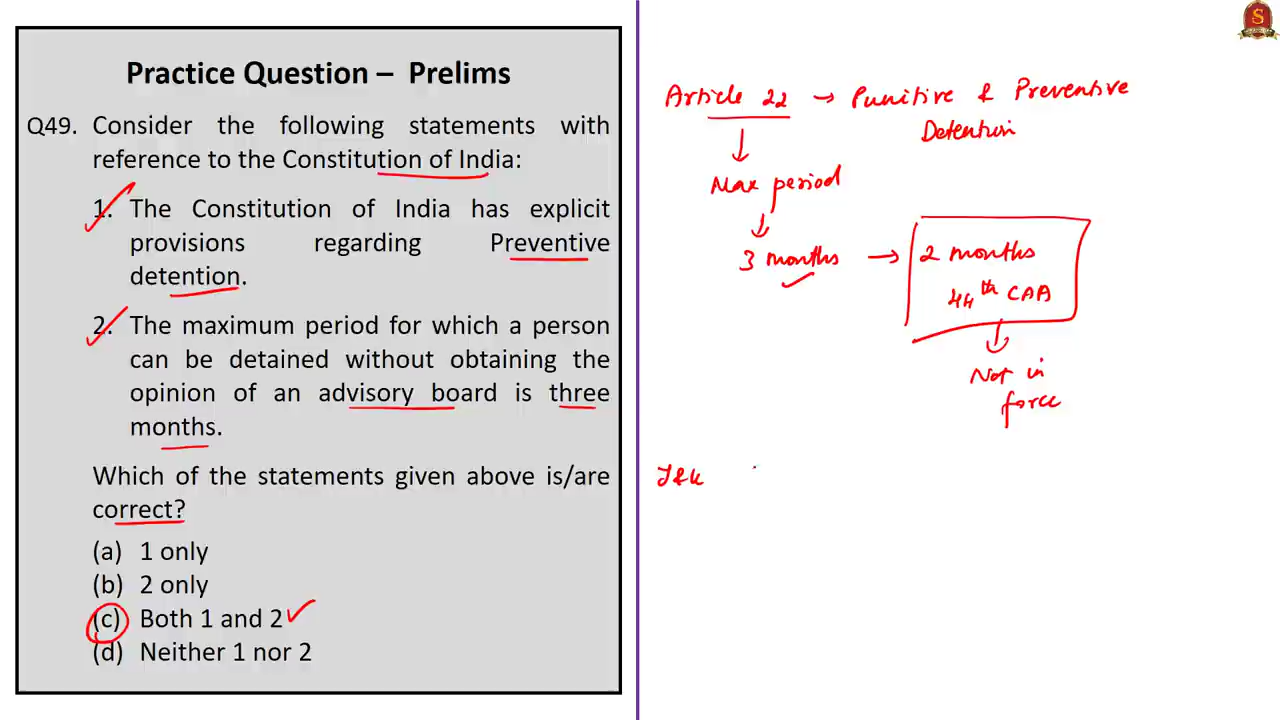 Practice Question – Prelims
Q49. Consider the following statements with
reference to the Constitution of India:
1. The Constitution of India has explicit
provisions regarding Preventive
detention.
2. The maximum period for which a person
can be detained without obtaining the
opinion of an advisory board is three
months.
Which of the statements given above is/are
correct?
(a) 1 only
(b) 2 only
(c) Both 1 and 2
(d) Neither 1 nor 2
Article 22 → Punitive & Preventive
Detention
Max period
3 months → 2 months
44th CAA
Not in
force
J&K
S